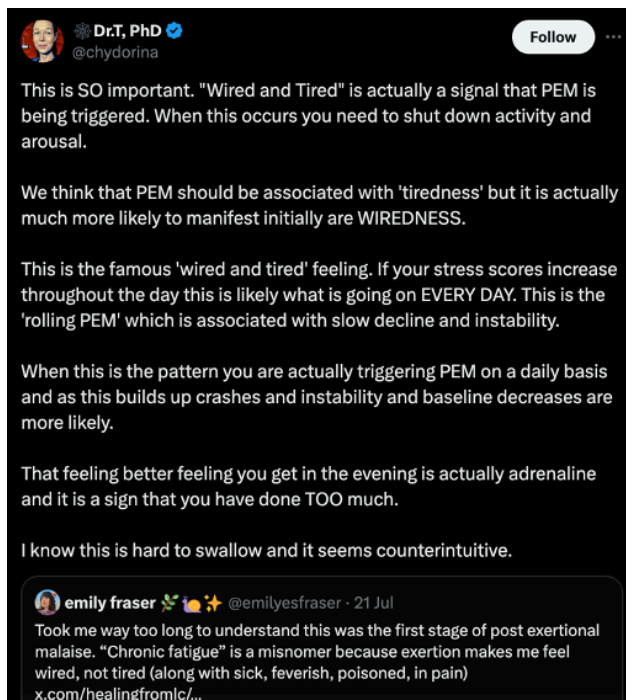 Dr.T, PhD
Follow
@chydorina
This is SO important. "Wired and Tired" is actually a signal that PEM is
being triggered. When this occurs you need to shut down activity and
arousal.
We think that PEM should be associated with 'tiredness' but it is actually
much more likely to manifest initially are WIREDNESS.
This is the famous 'wired and tired' feeling. If your stress scores increase
throughout the day this is likely what is going on EVERY DAY. This is the
'rolling PEM' which is associated with slow decline and instability.
When this is the pattern you are actually triggering PEM on a daily basis
and as this builds up crashes and instability and baseline decreases are
more likely.
That feeling better feeling you get in the evening is actually adrenaline
and it is a sign that you have done TOO much.
I know this is hard to swallow and it seems counterintuitive.
emily fraser @emilyesfraser · 21 Jul
Took me way too long to understand this was the first stage of post exertional
malaise. “Chronic fatigue” is a misnomer because exertion makes me feel
wired, not tired (along with sick, feverish, poisoned, in pain)
x.com/healingfromlc/...